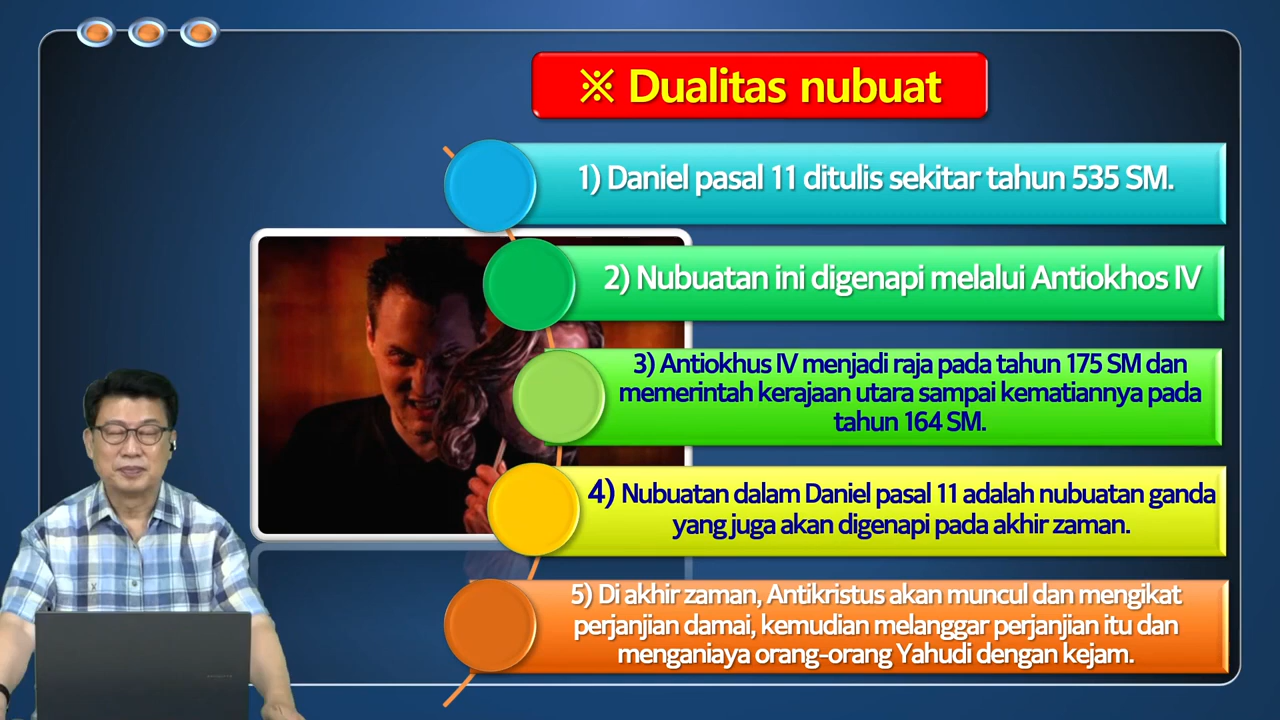 ※ Dualitas nubuat
1) Daniel pasal 11 ditulis sekitar tahun 535 SM.
2) Nubuatan ini digenapi melalui Antiokhos IV
3) Antiokhus IV menjadi raja pada tahun 175 SM dan
memerintah kerajaan utara sampai kematiannya pada
tahun 164 SM.
4) Nubuatan dalam Daniel pasal 11 adalah nubuatan ganda
yang juga akan digenapi pada akhir zaman.
5) Di akhir zaman, Antikristus akan muncul dan mengikat
perjanjian damai, kemudian melanggar perjanjian itu dan
menganiaya orang-orang Yahudi dengan kejam.